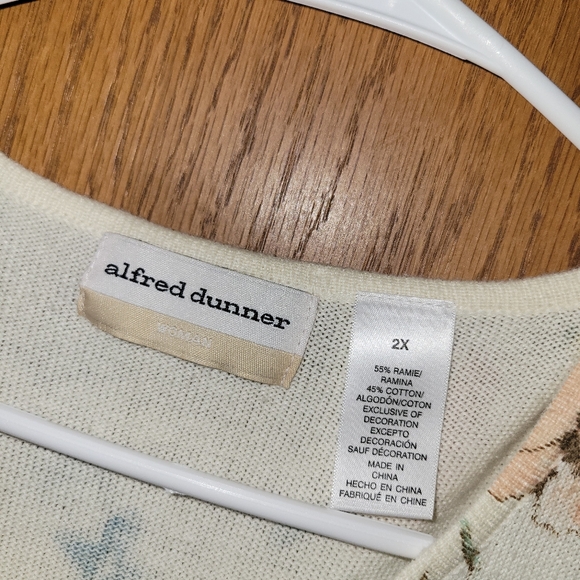 alfred dunner
woman
2X
55% RAMIE/
RAMINA
45% COTTON/
ALGODÓN/COTON
EXCLUSIVE OF
DECORATION
EXCEPTO
DECORACIÓN
SAUF DÉCORATION
MADE IN
CHINA
HECHO EN CHINA
FABRIQUÉ EN CHINE